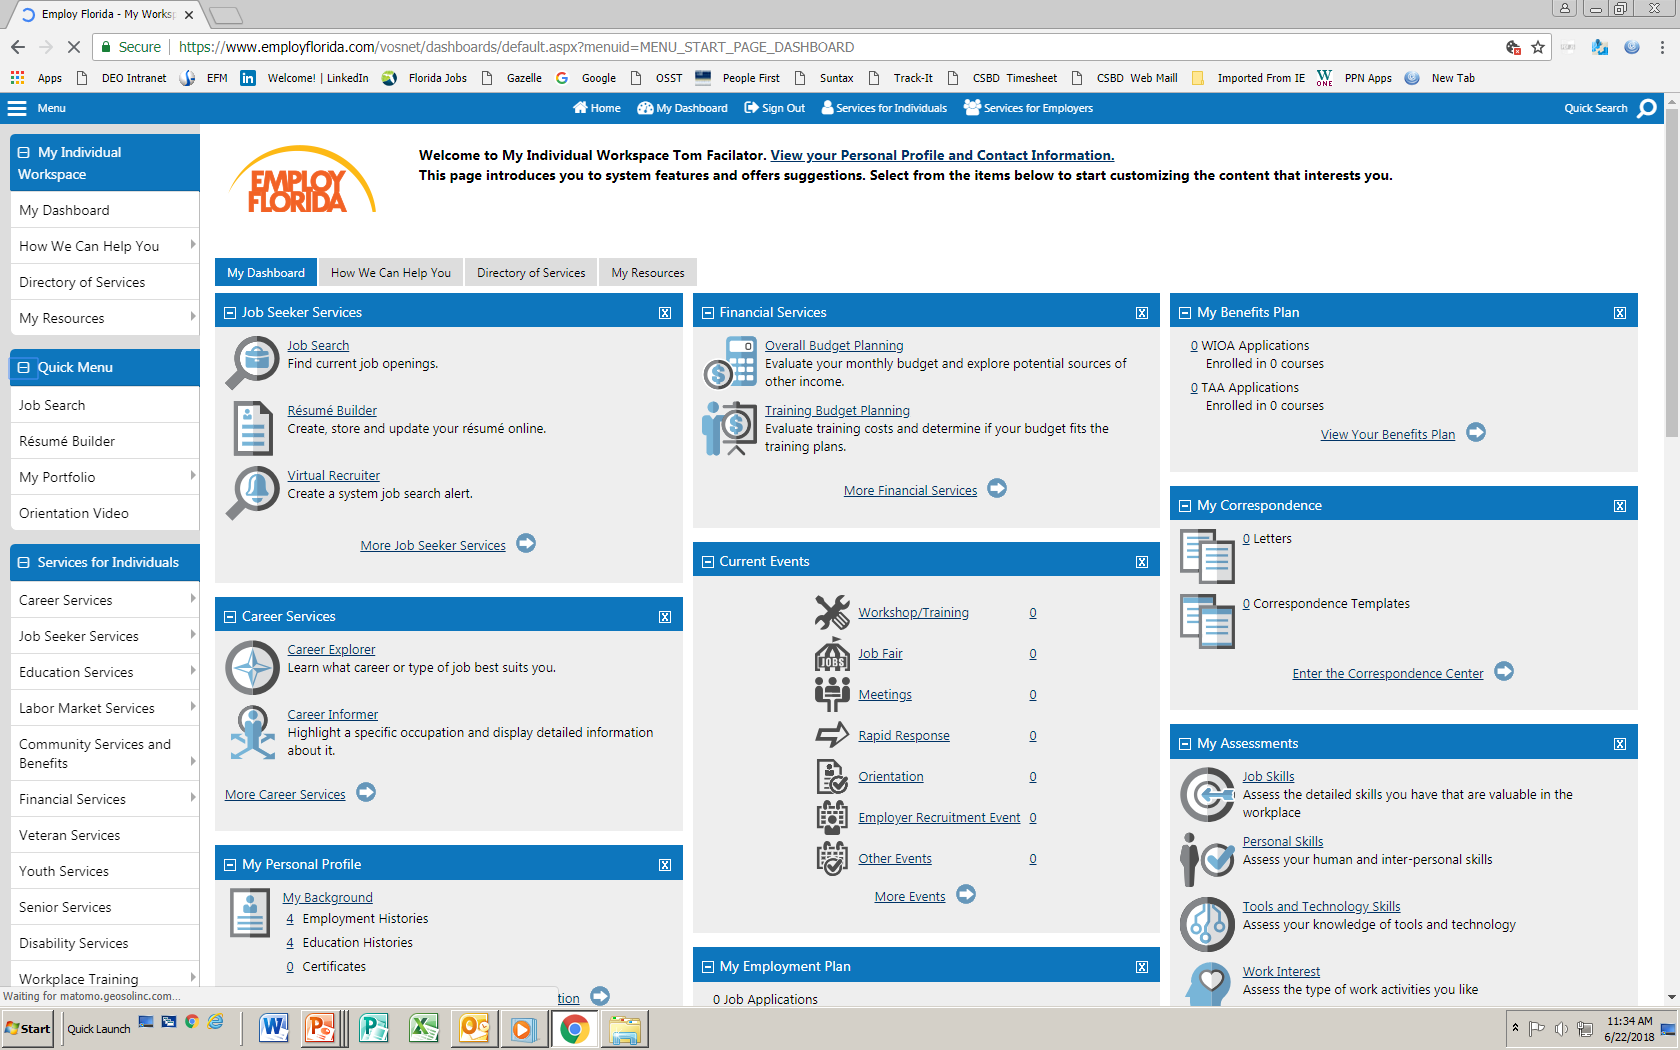 Employ Florida - My Worksp
Secure https://www.employflorida.com/vosnet/dashboards/default.aspx?menuid=MENU_START_PAGE_DASHBOARD
Apps DEO Intranet EFM Welcome! | LinkedIn Florida Jobs Gazelle Google OSST People First Suntax Track-It CSBD Timesheet CSBD Web Maill Imported From IE PPN Apps New Tab
Menu Home My Dashboard Sign Out Services for Individuals Services for Employers Quick Search
My Individual
Workspace
My Dashboard
How We Can Help You
Directory of Services
My Resources
Quick Menu
Job Search
Résumé Builder
My Portfolio
Orientation Video
Services for Individuals
Career Services
Job Seeker Services
Education Services
Labor Market Services
Community Services and
Benefits
Financial Services
Veteran Services
Youth Services
Senior Services
Disability Services
Workplace Training
EMPLOY
FLORIDA
Welcome to My Individual Workspace Tom Facilator. View your Personal Profile and Contact Information.
This page introduces you to system features and offers suggestions. Select from the items below to start customizing the content that interests you.
My Dashboard How We Can Help You Directory of Services My Resources
Job Seeker Services
Job Search
Find current job openings.
Résumé Builder
Create, store and update your résumé online.
Virtual Recruiter
Create a system job search alert.
More Job Seeker Services
Career Services
Career Explorer
Learn what career or type of job best suits you.
Career Informer
Highlight a specific occupation and display detailed information
about it.
More Career Services
My Personal Profile
My Background
4 Employment Histories
4 Education Histories
0 Certificates
tion
Financial Services
Overall Budget Planning
Evaluate your monthly budget and explore potential sources of
other income.
Training Budget Planning
Evaluate training costs and determine if your budget fits the
training plans.
More Financial Services
Current Events
Workshop/Training 0
JOBS
Job Fair 0
Meetings 0
Rapid Response 0
Orientation 0
Employer Recruitment Event 0
Other Events 0
More Events
My Employment Plan
0 Job Applications
My Benefits Plan
0 WIOA Applications
Enrolled in 0 courses
0 TAA Applications
Enrolled in 0 courses
View Your Benefits Plan
My Correspondence
0 Letters
0 Correspondence Templates
Enter the Correspondence Center
My Assessments
Job Skills
Assess the detailed skills you have that are valuable in the
workplace
Personal Skills
Assess your human and inter-personal skills
Tools and Technology Skills
Assess your knowledge of tools and technology
Work Interest
Assess the type of work activities you like
Waiting for matomo.geosolinc.com...
Start Quick Launch
11:34 AM
6/22/2018